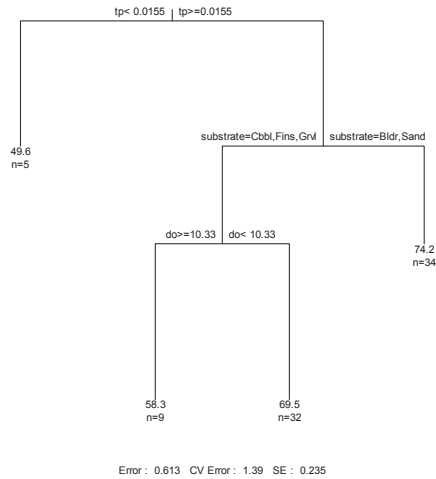 tp< 0.0155 tp>=0.0155
substrate=Cbbl,Fins,Grvl substrate=Bldr,Sand
49.6
n=5
do>=10.33 do< 10.33
74.2
n=34
58.3
n=9
69.5
n=32
Error : 0.613 CV Error : 1.39 SE : 0.235